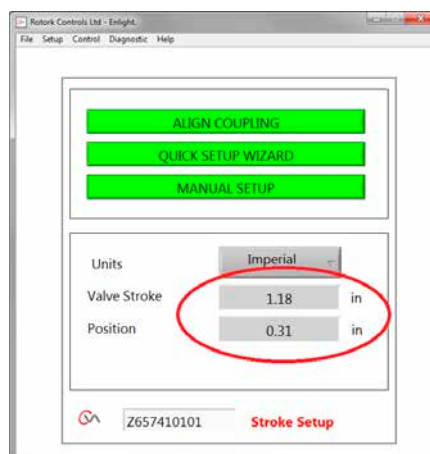 Rotork Controls Ltd - Enlight.
File Setup Control Diagnostic Help
ALIGN COUPLING
QUICK SETUP WIZARD
MANUAL SETUP
Units Imperial
Valve Stroke 1.18 in
Position 0.31 in
Z657410101 Stroke Setup